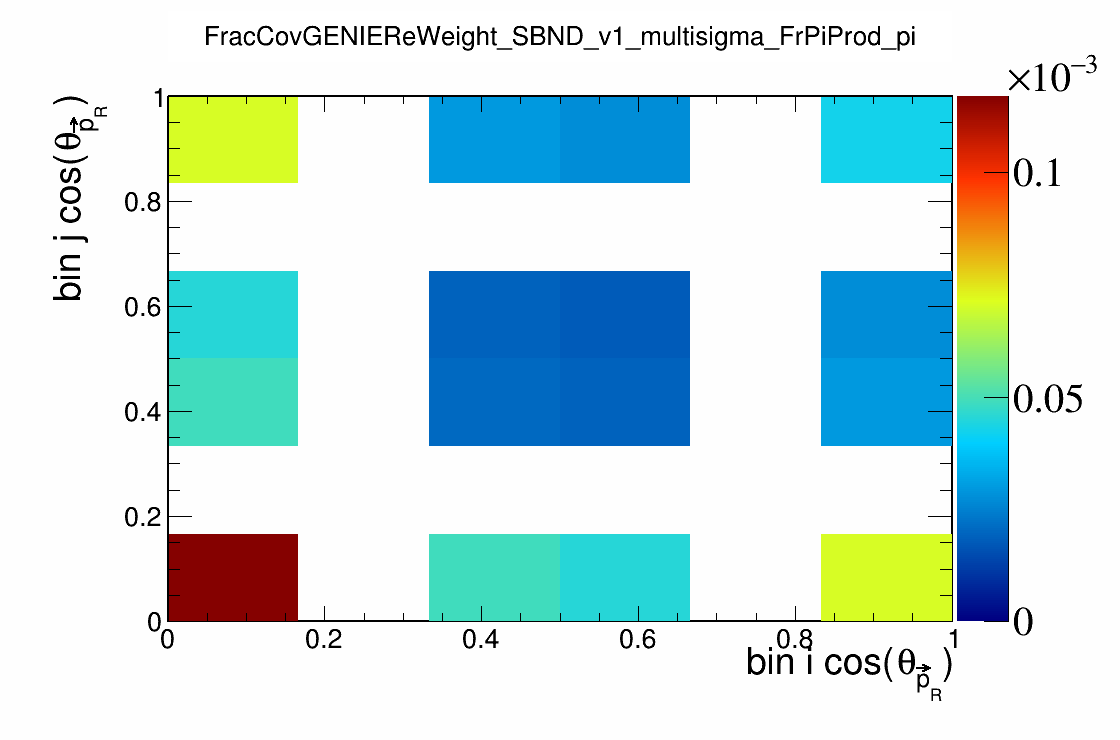 FracCovGENIEReWeight_SBND_v1_multisigma_FrPiProd_pi
×10⁻³
bin j cos(θ_p⃗_R)
1
0.8
0.6
0.4
0.2
0
0 0.2 0.4 0.6 0.8 1
bin i cos(θ_p⃗_R)
0.1
0.05
0